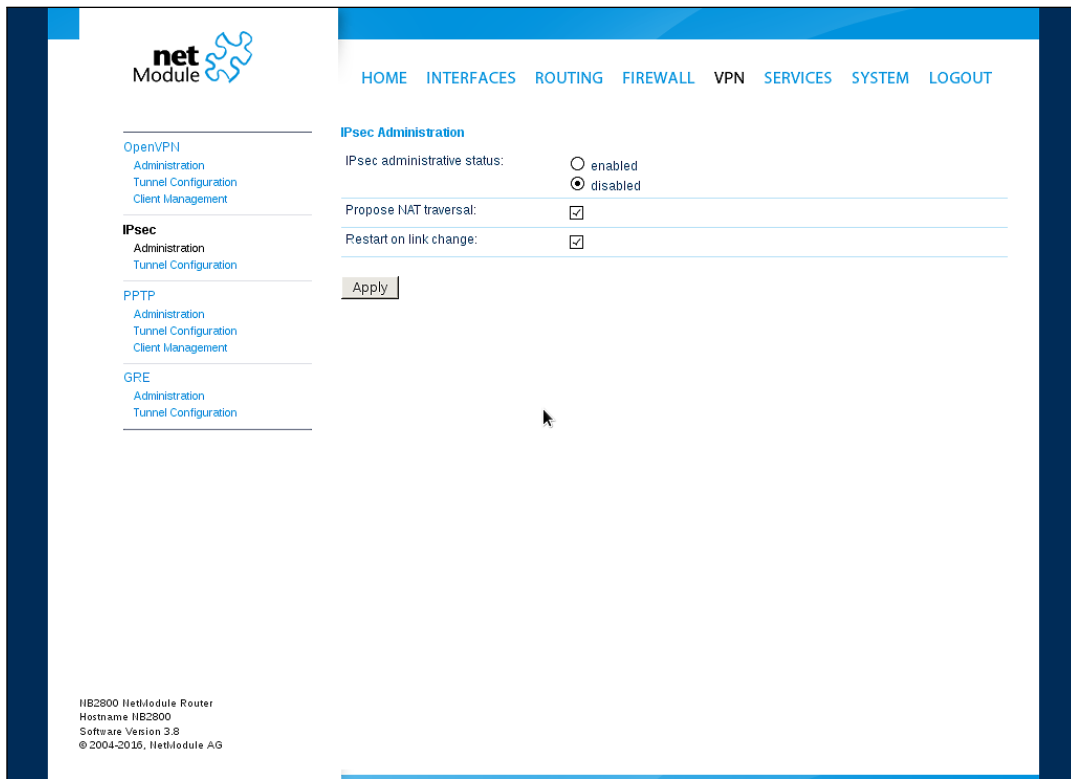 net
Module
HOME INTERFACES ROUTING FIREWALL VPN SERVICES SYSTEM LOGOUT
OpenVPN
Administration
Tunnel Configuration
Client Management
IPsec
Administration
Tunnel Configuration
PPTP
Administration
Tunnel Configuration
Client Management
GRE
Administration
Tunnel Configuration
IPsec Administration
IPsec administrative status:
enabled
disabled
Propose NAT traversal:
Restart on link change:
Apply
NB2800 NetModule Router
Hostname NB2800
Software Version 3.8
© 2004-2016, NetModule AG